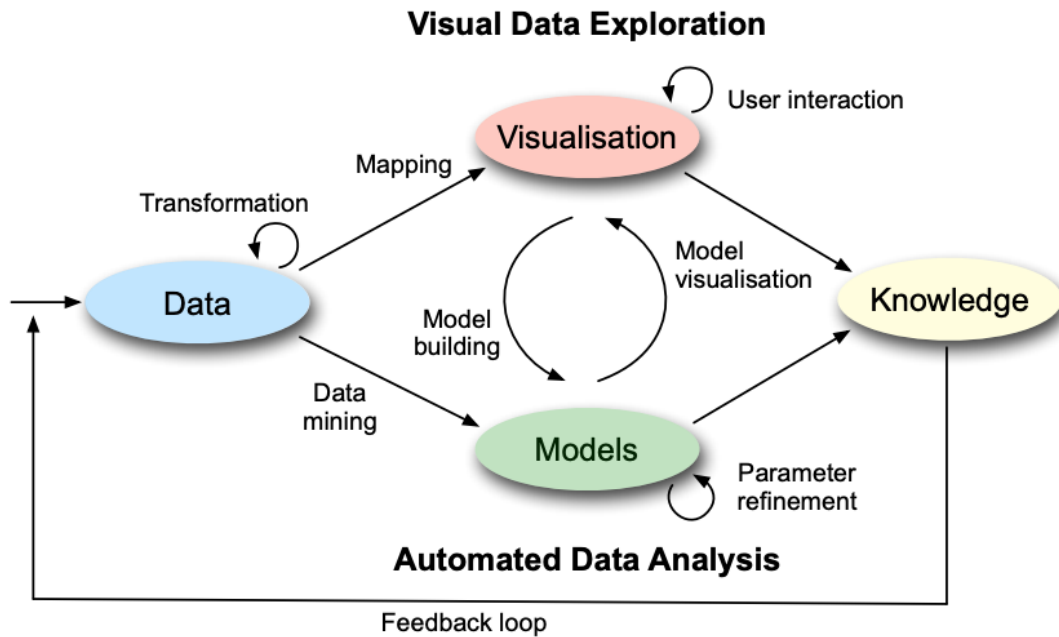 Visual Data Exploration
User interaction
Visualisation
Mapping
Transformation
Model
visualisation
Data
Knowledge
Model
building
Data
mining
Models
Parameter
refinement
Automated Data Analysis
Feedback loop